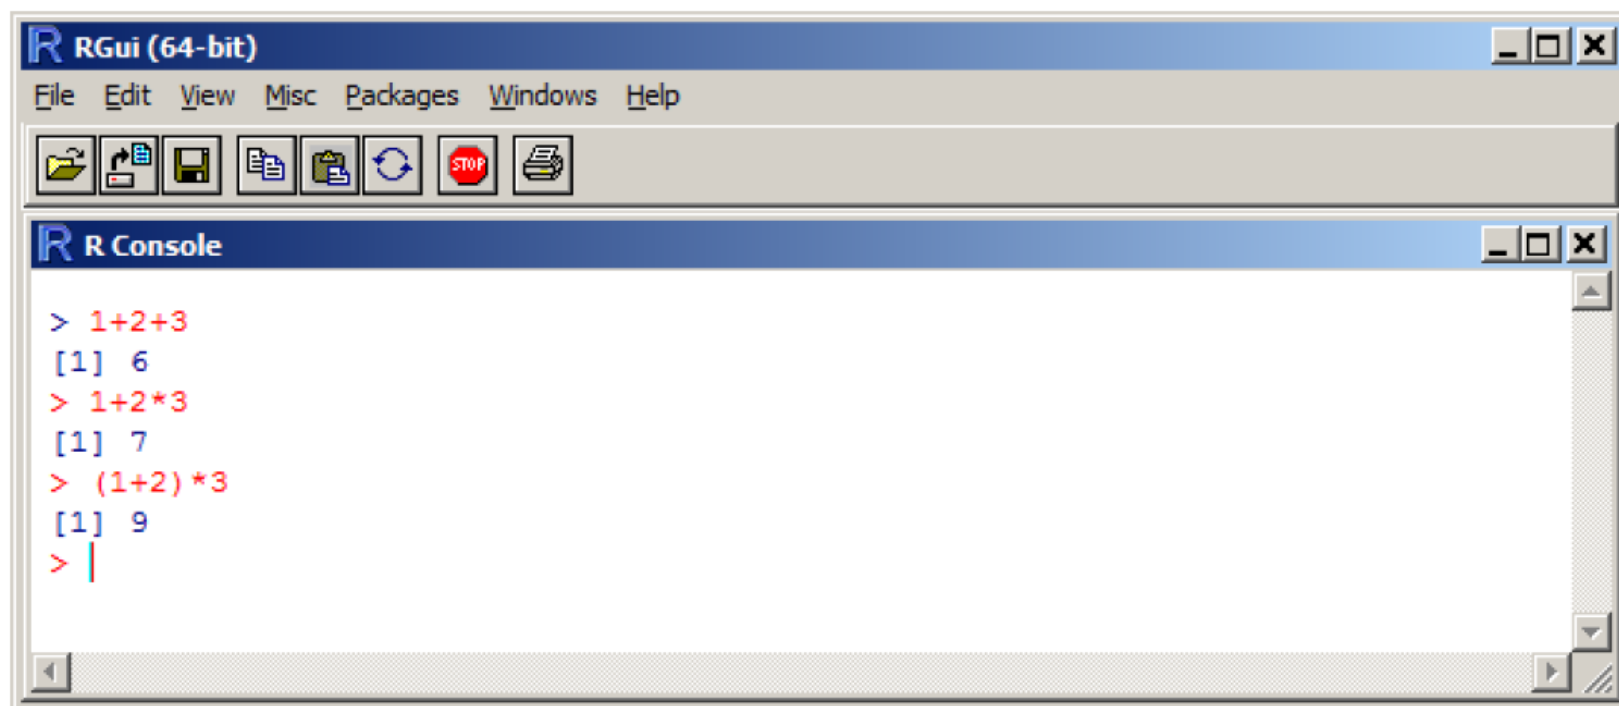 R RGui (64-bit)
File Edit View Misc Packages Windows Help
STOP
R R Console
> 1+2+3
[1] 6
> 1+2*3
[1] 7
> (1+2)*3
[1] 9
>